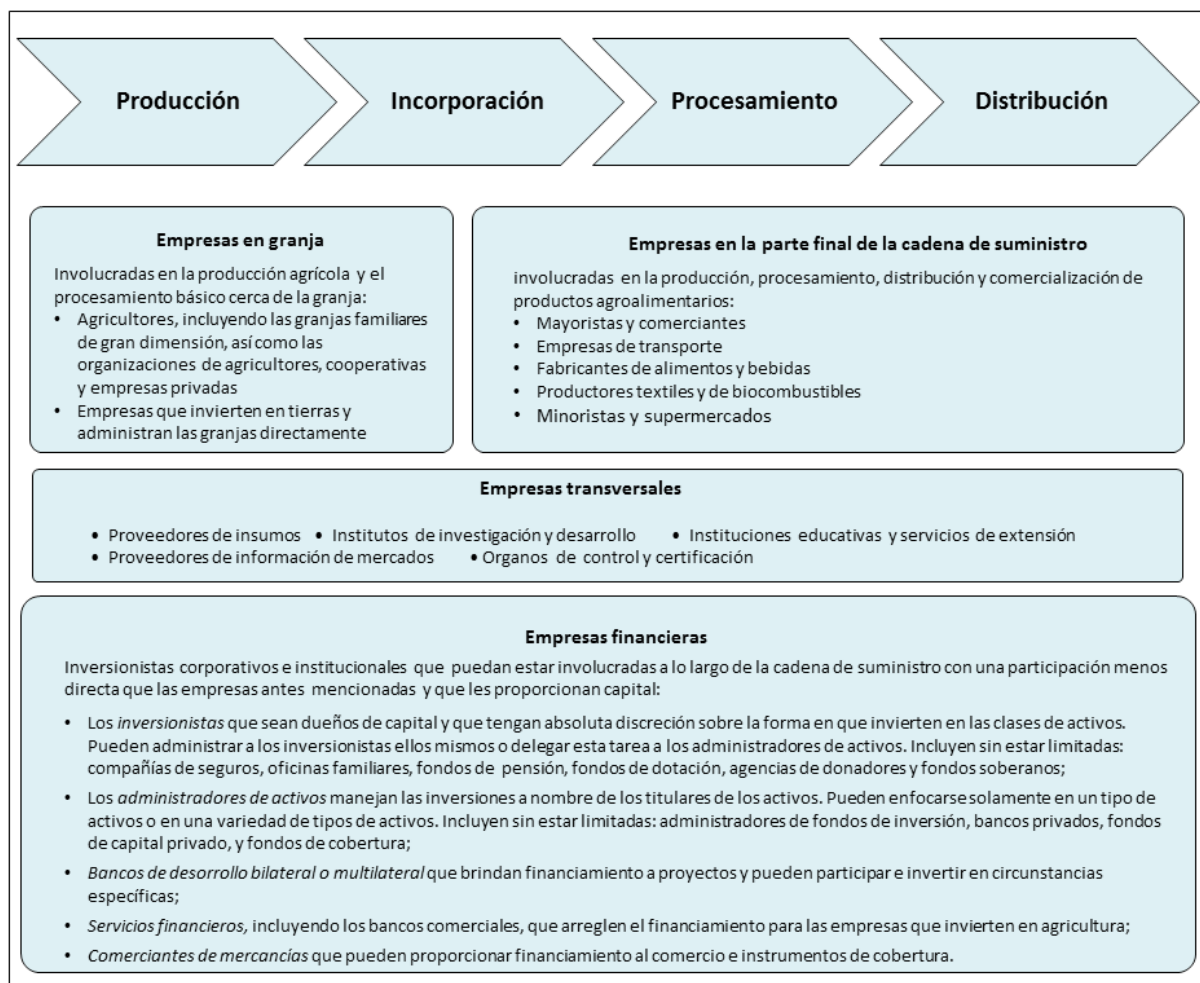 Producción
Incorporación
Procesamiento
Distribución
Empresas en granja
Involucradas en la producción agrícola y el
procesamiento básico cerca de la granja:
• Agricultores, incluyendo las granjas familiares
de gran dimensión, así como las
organizaciones de agricultores, cooperativas
y empresas privadas
• Empresas que invierten en tierras y
administran las granjas directamente
Empresas en la parte final de la cadena de suministro
involucradas en la producción, procesamiento, distribución y comercialización de
productos agroalimentarios:
• Mayoristas y comerciantes
• Empresas de transporte
• Fabricantes de alimentos y bebidas
• Productores textiles y de biocombustibles
• Minoristas y supermercados
Empresas transversales
• Proveedores de insumos • Institutos de investigación y desarrollo • Instituciones educativas y servicios de extensión
• Proveedores de información de mercados • Organos de control y certificación
Empresas financieras
Inversionistas corporativos e institucionales que puedan estar involucradas a lo largo de la cadena de suministro con una participación menos
directa que las empresas antes mencionadas y que les proporcionan capital:
• Los inversionistas que sean dueños de capital y que tengan absoluta discreción sobre la forma en que invierten en las clases de activos.
Pueden administrar a los inversionistas ellos mismos o delegar esta tarea a los administradores de activos. Incluyen sin estar limitadas:
compañías de seguros, oficinas familiares, fondos de pensión, fondos de dotación, agencias de donadores y fondos soberanos;
• Los administradores de activos manejan las inversiones a nombre de los titulares de los activos. Pueden enfocarse solamente en un tipo de
activos o en una variedad de tipos de activos. Incluyen sin estar limitadas: administradores de fondos de inversión, bancos privados, fondos
de capital privado, y fondos de cobertura;
• Bancos de desarrollo bilateral o multilateral que brindan financiamiento a proyectos y pueden participar e invertir en circunstancias
específicas;
• Servicios financieros, incluyendo los bancos comerciales, que arreglen el financiamiento para las empresas que invierten en agricultura;
• Comerciantes de mercancías que pueden proporcionar financiamiento al comercio e instrumentos de cobertura.